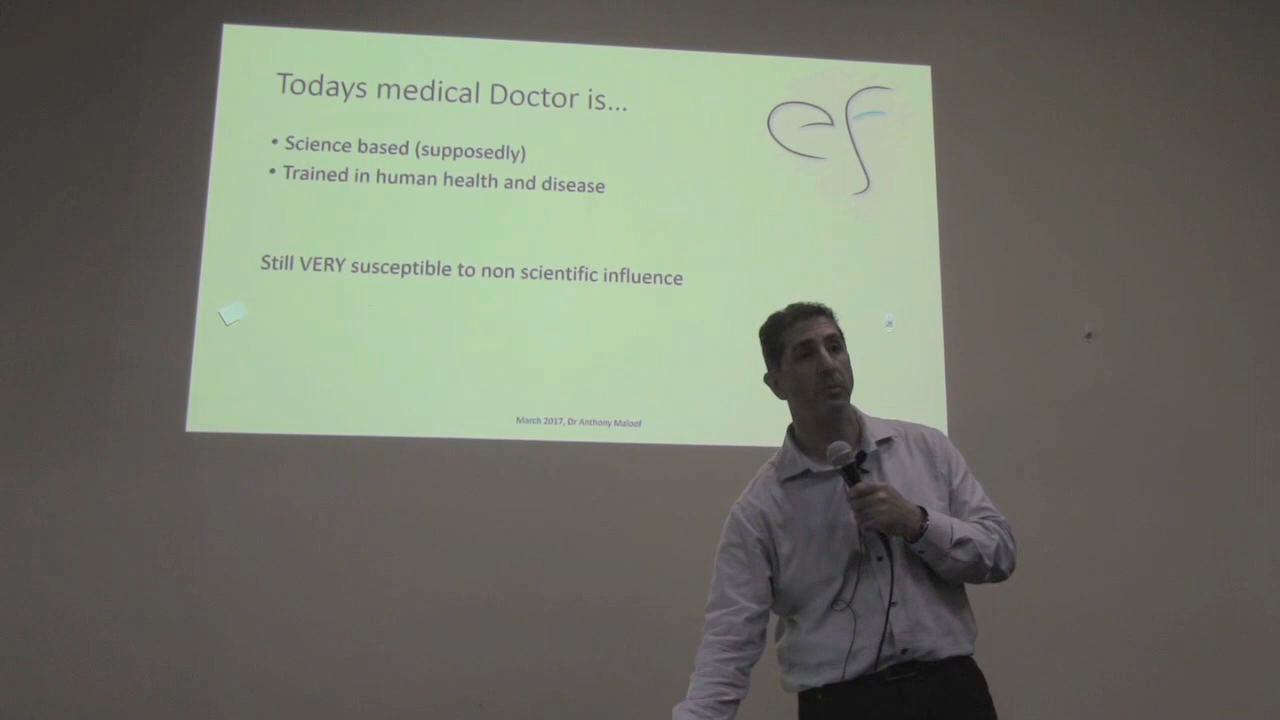 Todays medical Doctor is...
• Science based (supposedly)
• Trained in human health and disease
Still VERY susceptible to non scientific influence
March 2017, Dr Anthony Maloof
ef